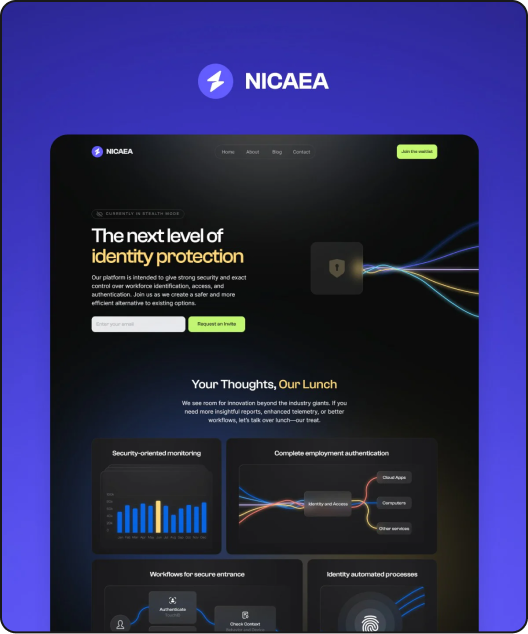 NICAEA
NICAEA
Home About Blog Contact
Join the waitlist
CURRENTLY IN STEALTH MODE
The next level of
identity protection
Our platform is intended to give strong security and exact
control over workforce identification, access, and
authentication. Join us as we create a safer and more
efficient alternative to existing options.
Enter your email
Request an Invite
Your Thoughts, Our Lunch
We see room for innovation beyond the industry giants. If you
need more insightful reports, enhanced telemetry, or better
workflows, let's talk over lunch—our treat.
Security-oriented monitoring
Complete employment authentication
Identity and Access
Cloud Apps
Computers
Other services
Workflows for secure entrance
Identity automated processes
Authenticate
Check Context